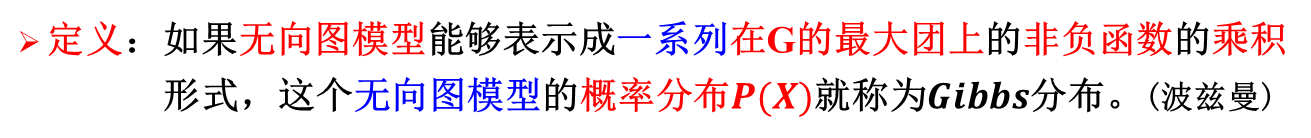 ➢ 定义：如果无向图模型能够表示成一系列在G的最大团上的非负函数的乘积
形式，这个无向图模型的概率分布P(X)就称为Gibbs分布。(波兹曼)